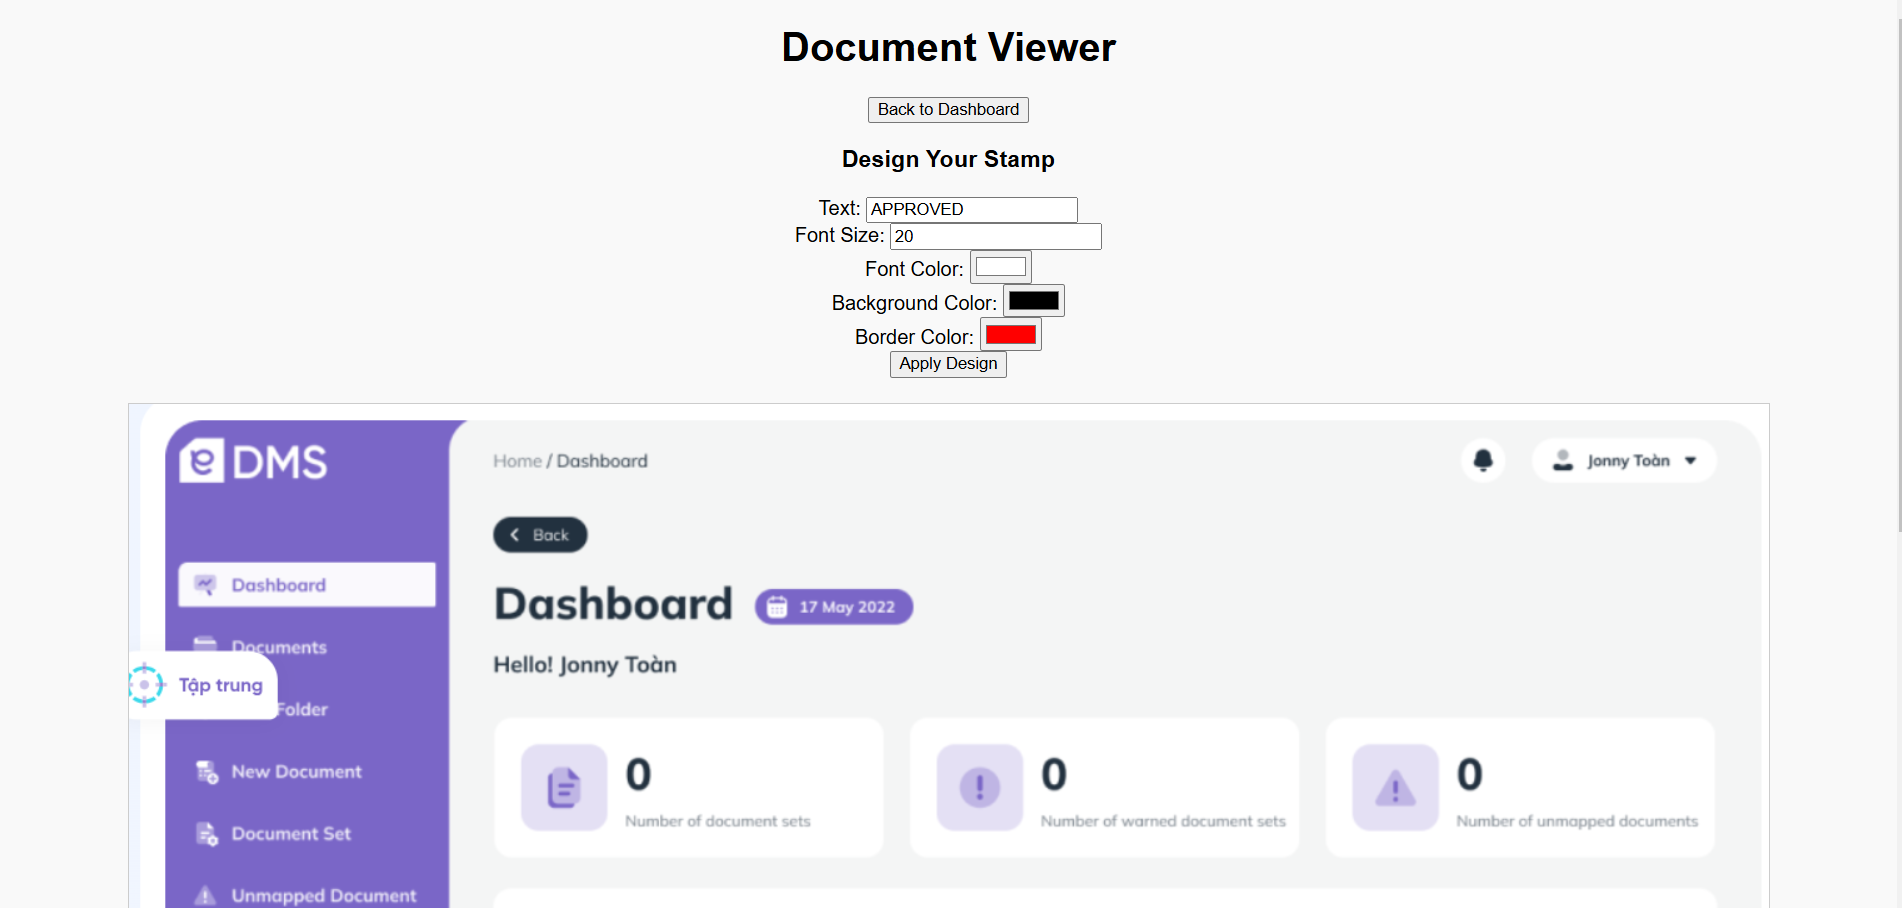 Document Viewer
Back to Dashboard
Design Your Stamp
Text: APPROVED
Font Size: 20
Font Color:
Background Color:
Border Color:
Apply Design
e DMS
Home / Dashboard
Jonny Toàn
Back
Dashboard
Dashboard
17 May 2022
Documents
Hello! Jonny Toàn
Tập trung
Folder
0
Number of document sets
0
Number of warned document sets
0
Number of unmapped documents
New Document
Document Set
Unmapped Document